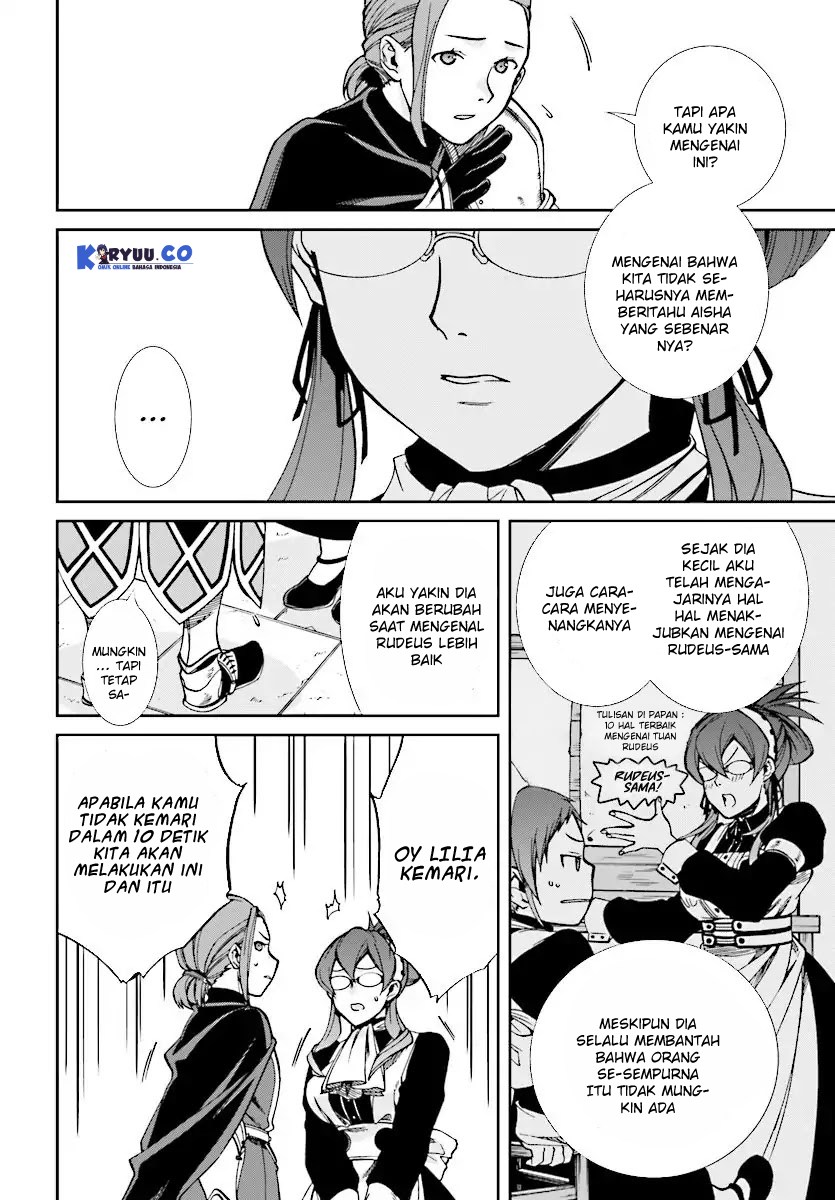 TAPI APA
KAMU YAKIN
MENGENAI
INI?
KIRYUU.CO
KOMIK ONLINE BAHASA INDONESIA
MENGENAI BAHWA
KITA TIDAK SE-
HARUSNYA MEM-
BERITAHU AISHA
YANG SEBENAR
NYA?
...
SEJAK DIA
KECIL AKU
TELAH MENGA-
JARINYA HAL
HAL MENAK-
JUBKAN MENGENAI
RUDEUS-SAMA
JUGA CARA-
CARA MENYE-
NANGKANYA
TULISAN DI PAPAN :
10 HAL TERBAIK
MENGENAI TUAN
RUDEUS
RUDEUS-
SAMA!
MESKIPUN DIA
SELALU MEMBANTAH
BAHWA ORANG
SE-SEMPURNA
ITU TIDAK MUNG-
KIN ADA
AKU YAKIN DIA
AKAN BERUBAH
SAAT MENGENAL
RUDEUS LEBIH
BAIK
MUNGKIN
... TAPI
TETAP
SA-
OY LILIA
KEMARI.
APABILA KAMU
TIDAK KEMARI
DALAM 10 DETIK
KITA AKAN
MELAKUKAN INI
DAN ITU